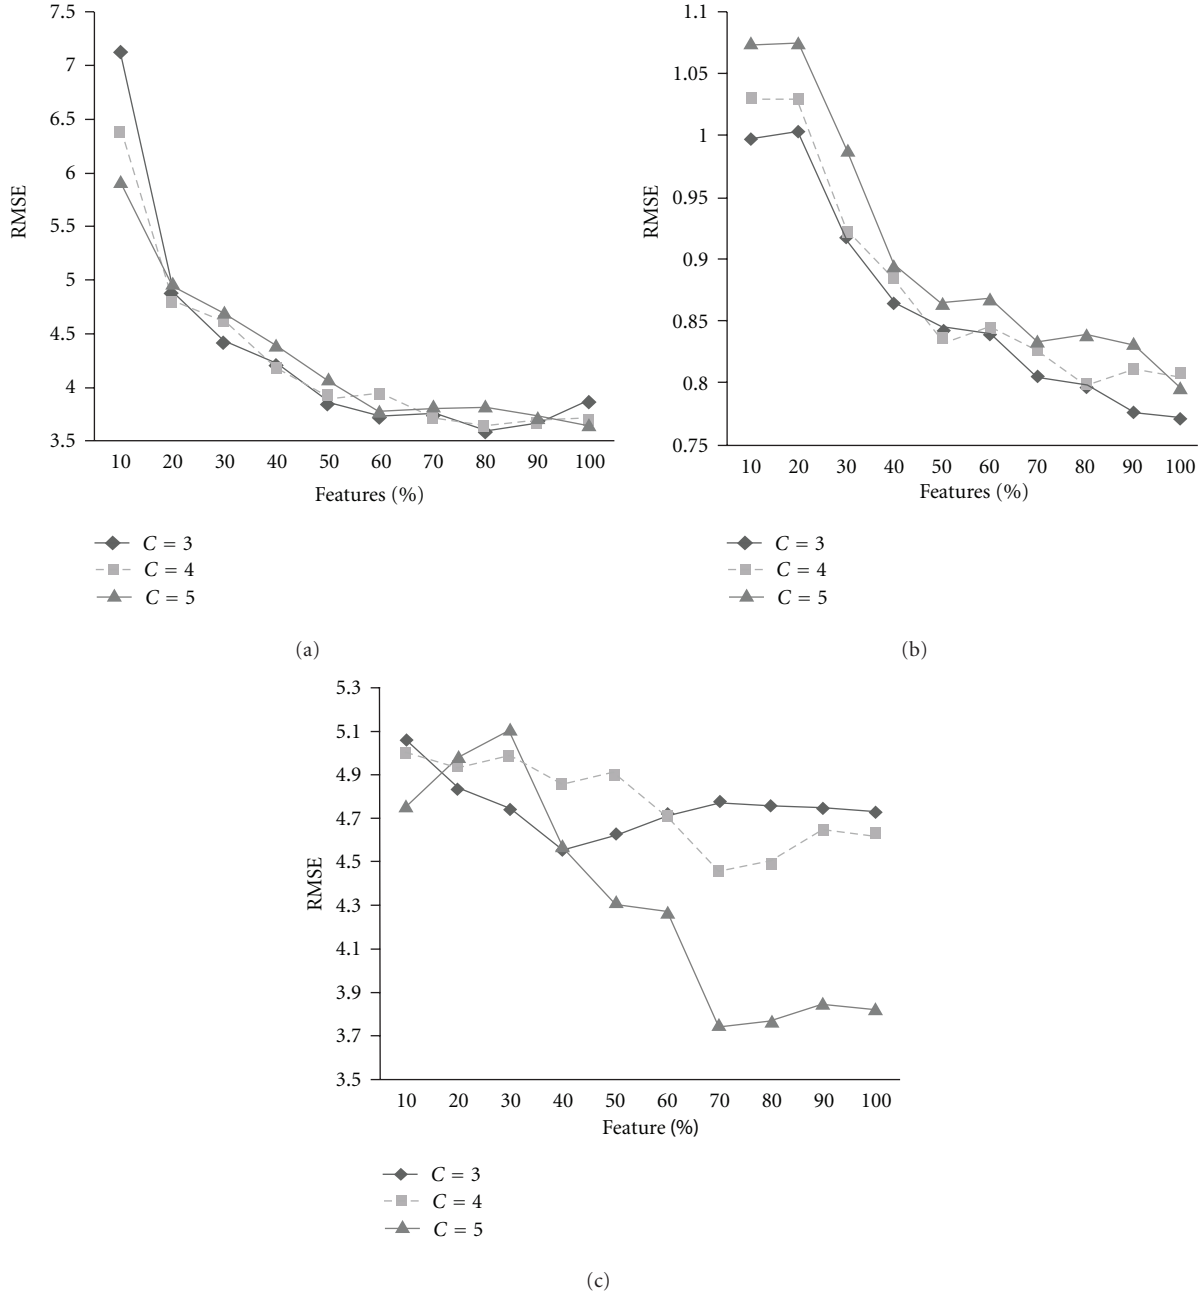 7.5
7
6.5
6
5.5
5
4.5
4
3.5
RMSE
10 20 30 40 50 60 70 80 90 100
Features (%)
C = 3
C = 4
C = 5
(a)
1.1
1.05
1
0.95
0.9
0.85
0.8
0.75
RMSE
10 20 30 40 50 60 70 80 90 100
Features (%)
C = 3
C = 4
C = 5
(b)
5.3
5.1
4.9
4.7
4.5
4.3
4.1
3.9
3.7
3.5
RMSE
10 20 30 40 50 60 70 80 90 100
Feature (%)
C = 3
C = 4
C = 5
(c)